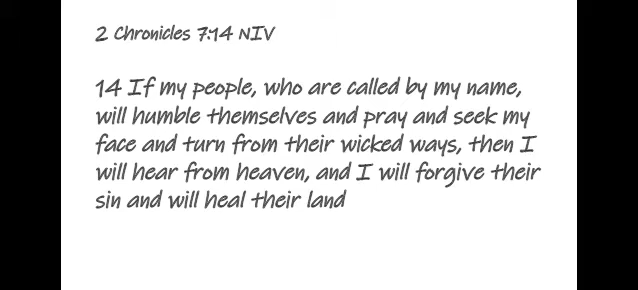 2 Chronicles 7:14 NIV
14 If my people, who are called by my name,
will humble themselves and pray and seek my
face and turn from their wicked ways, then I
will hear from heaven, and I will forgive their
sin and will heal their land